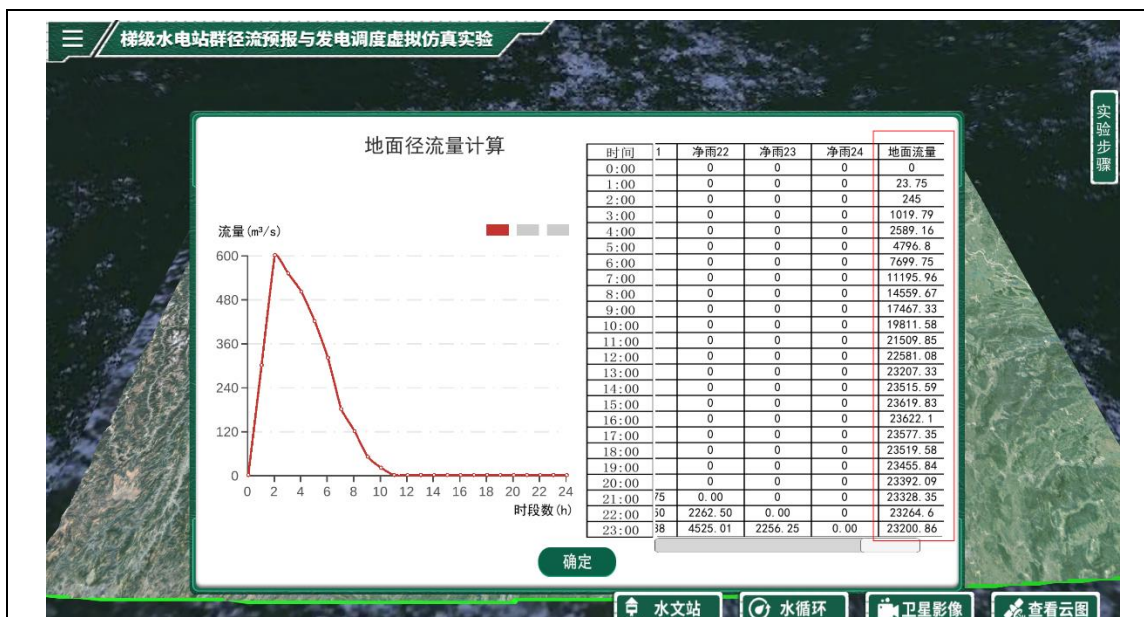 梯级水电站群径流预报与发电调度虚拟仿真实验
实验步骤
地面径流量计算
流量(m³/s)
600
480
360
240
120
0
0 2 4 6 8 10 12 14 16 18 20 22 24
时段数(h)
时间 1 净雨22 净雨23 净雨24 地面流量
0:00 0 0 0 0
1:00 0 0 0 23.75
2:00 0 0 0 245
3:00 0 0 0 1019.79
4:00 0 0 0 2589.16
5:00 0 0 0 4796.8
6:00 0 0 0 7699.75
7:00 0 0 0 11195.96
8:00 0 0 0 14559.67
9:00 0 0 0 17467.33
10:00 0 0 0 19811.58
11:00 0 0 0 21509.85
12:00 0 0 0 22581.08
13:00 0 0 0 23207.33
14:00 0 0 0 23515.59
15:00 0 0 0 23619.83
16:00 0 0 0 23622.1
17:00 0 0 0 23577.35
18:00 0 0 0 23519.58
19:00 0 0 0 23455.84
20:00 0 0 0 23392.09
21:00 75 0.00 0 0 23328.35
22:00 50 2262.50 0.00 0 23264.6
23:00 38 4525.01 2256.25 0.00 23200.86
确定
水文站 水循环 卫星影像 查看云图